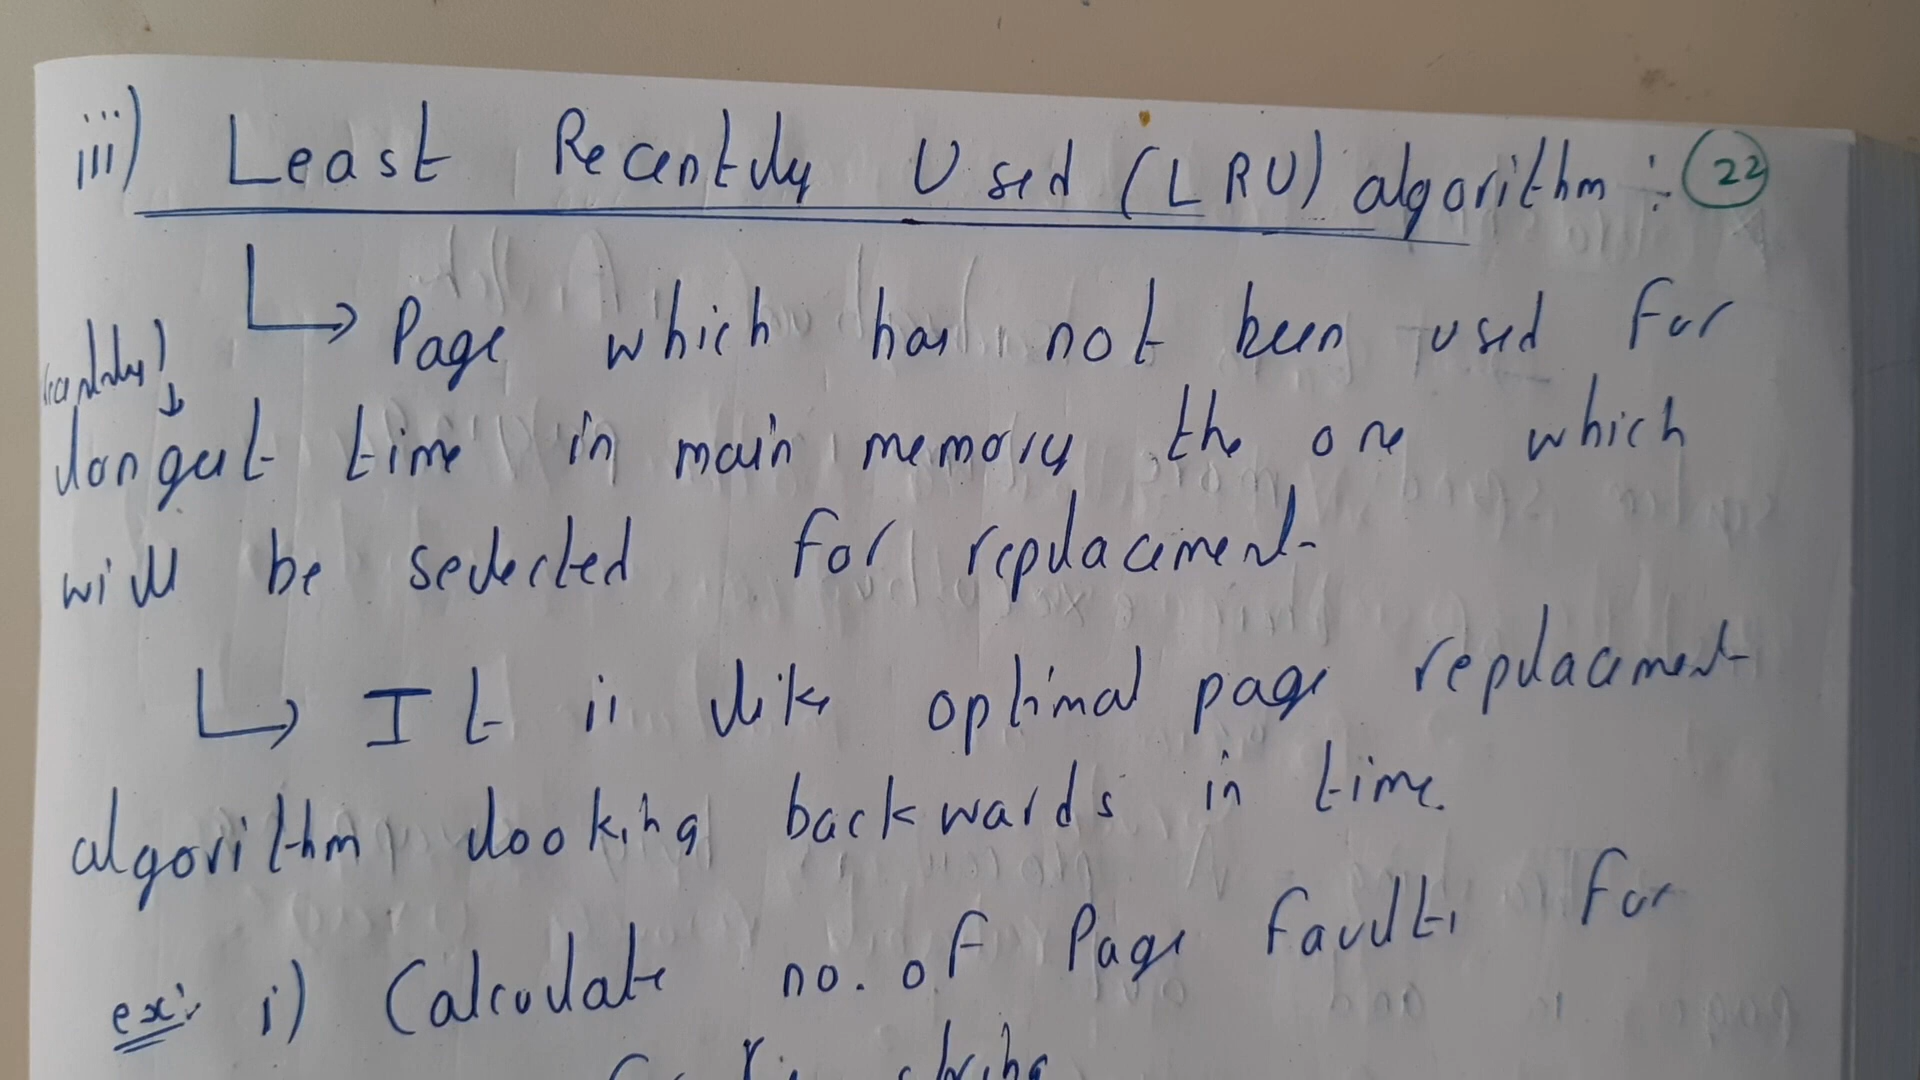 iii) Least Recently Used (LRU) algorithm :- 22
Page which has not been used for
longest time in main memory the one which
will be selected for replacement
It is like optimal page replacement
algorithm looking backwards in time.
ex:- i) Calculate no. of Page faults for
string